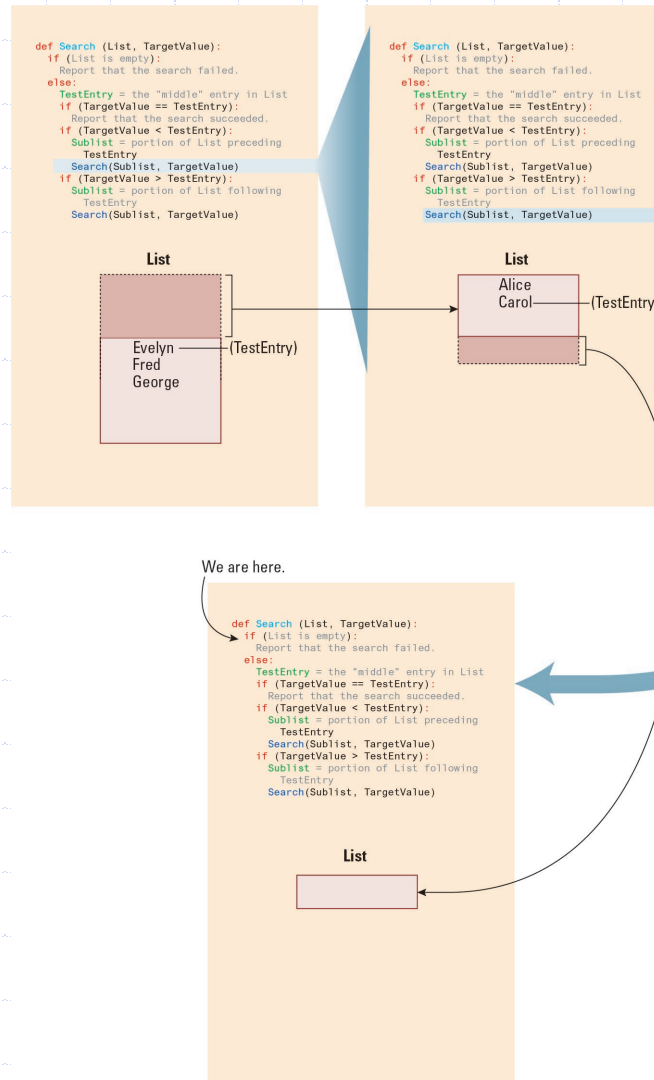 def Search (List, TargetValue):
if (List is empty):
Report that the search failed.
else:
TestEntry = the "middle" entry in List
if (TargetValue == TestEntry):
Report that the search succeeded.
if (TargetValue < TestEntry):
Sublist = portion of List preceding
TestEntry
Search(Sublist, TargetValue)
if (TargetValue > TestEntry):
Sublist = portion of List following
TestEntry
Search(Sublist, TargetValue)
List
Evelyn
(TestEntry)
Fred
George
def Search (List, TargetValue):
if (List is empty):
Report that the search failed.
else:
TestEntry = the "middle" entry in List
if (TargetValue == TestEntry):
Report that the search succeeded.
if (TargetValue < TestEntry):
Sublist = portion of List preceding
TestEntry
Search(Sublist, TargetValue)
if (TargetValue > TestEntry):
Sublist = portion of List following
TestEntry
Search(Sublist, TargetValue)
List
Alice
Carol
(TestEntry
We are here.
def Search (List, TargetValue):
if (List is empty):
Report that the search failed.
else:
TestEntry = the "middle" entry in List
if (TargetValue == TestEntry):
Report that the search succeeded.
if (TargetValue < TestEntry):
Sublist = portion of List preceding
TestEntry
Search(Sublist, TargetValue)
if (TargetValue > TestEntry):
Sublist = portion of List following
TestEntry
Search(Sublist, TargetValue)
List